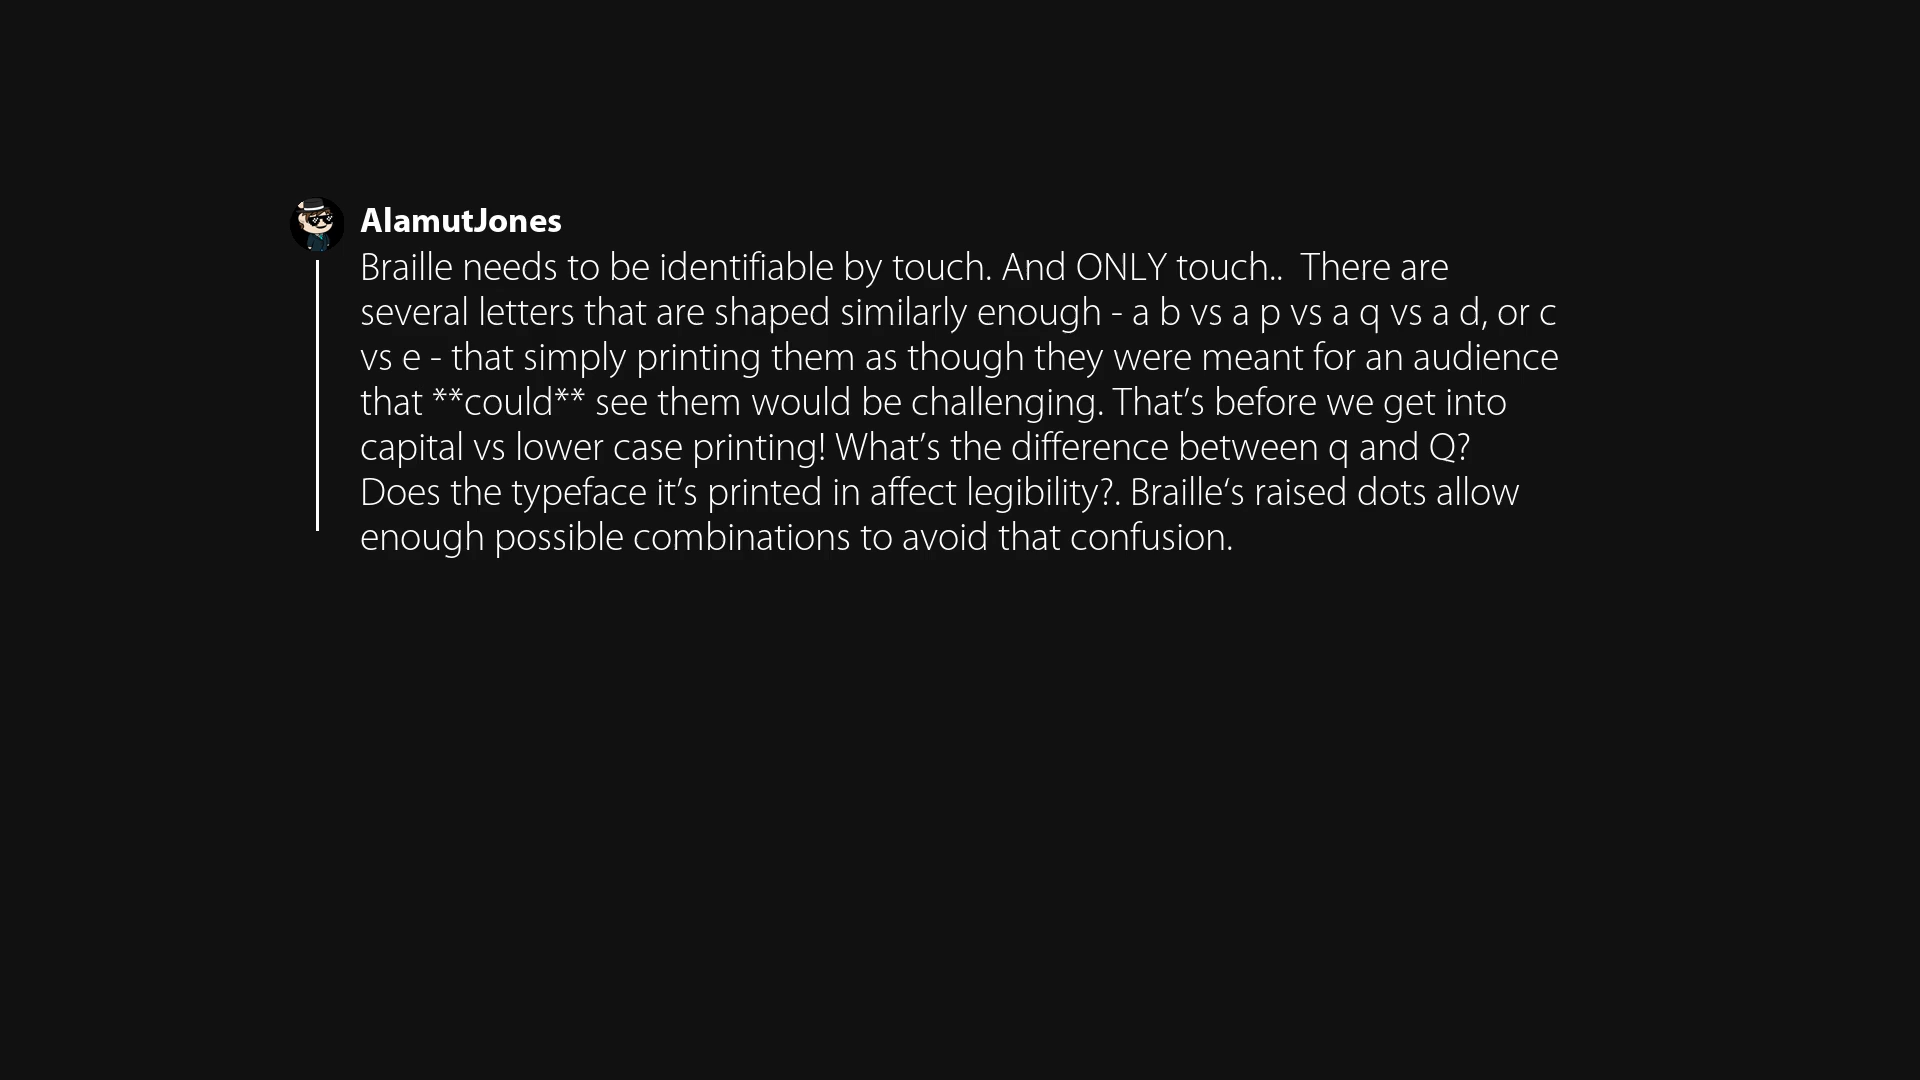 AlamutJones
Braille needs to be identifiable by touch. And ONLY touch..  There are
several letters that are shaped similarly enough - a b vs a p vs a q vs a d, or c
vs e - that simply printing them as though they were meant for an audience
that **could** see them would be challenging. That’s before we get into
capital vs lower case printing! What’s the difference between q and Q?
Does the typeface it’s printed in affect legibility?. Braille‘s raised dots allow
enough possible combinations to avoid that confusion.